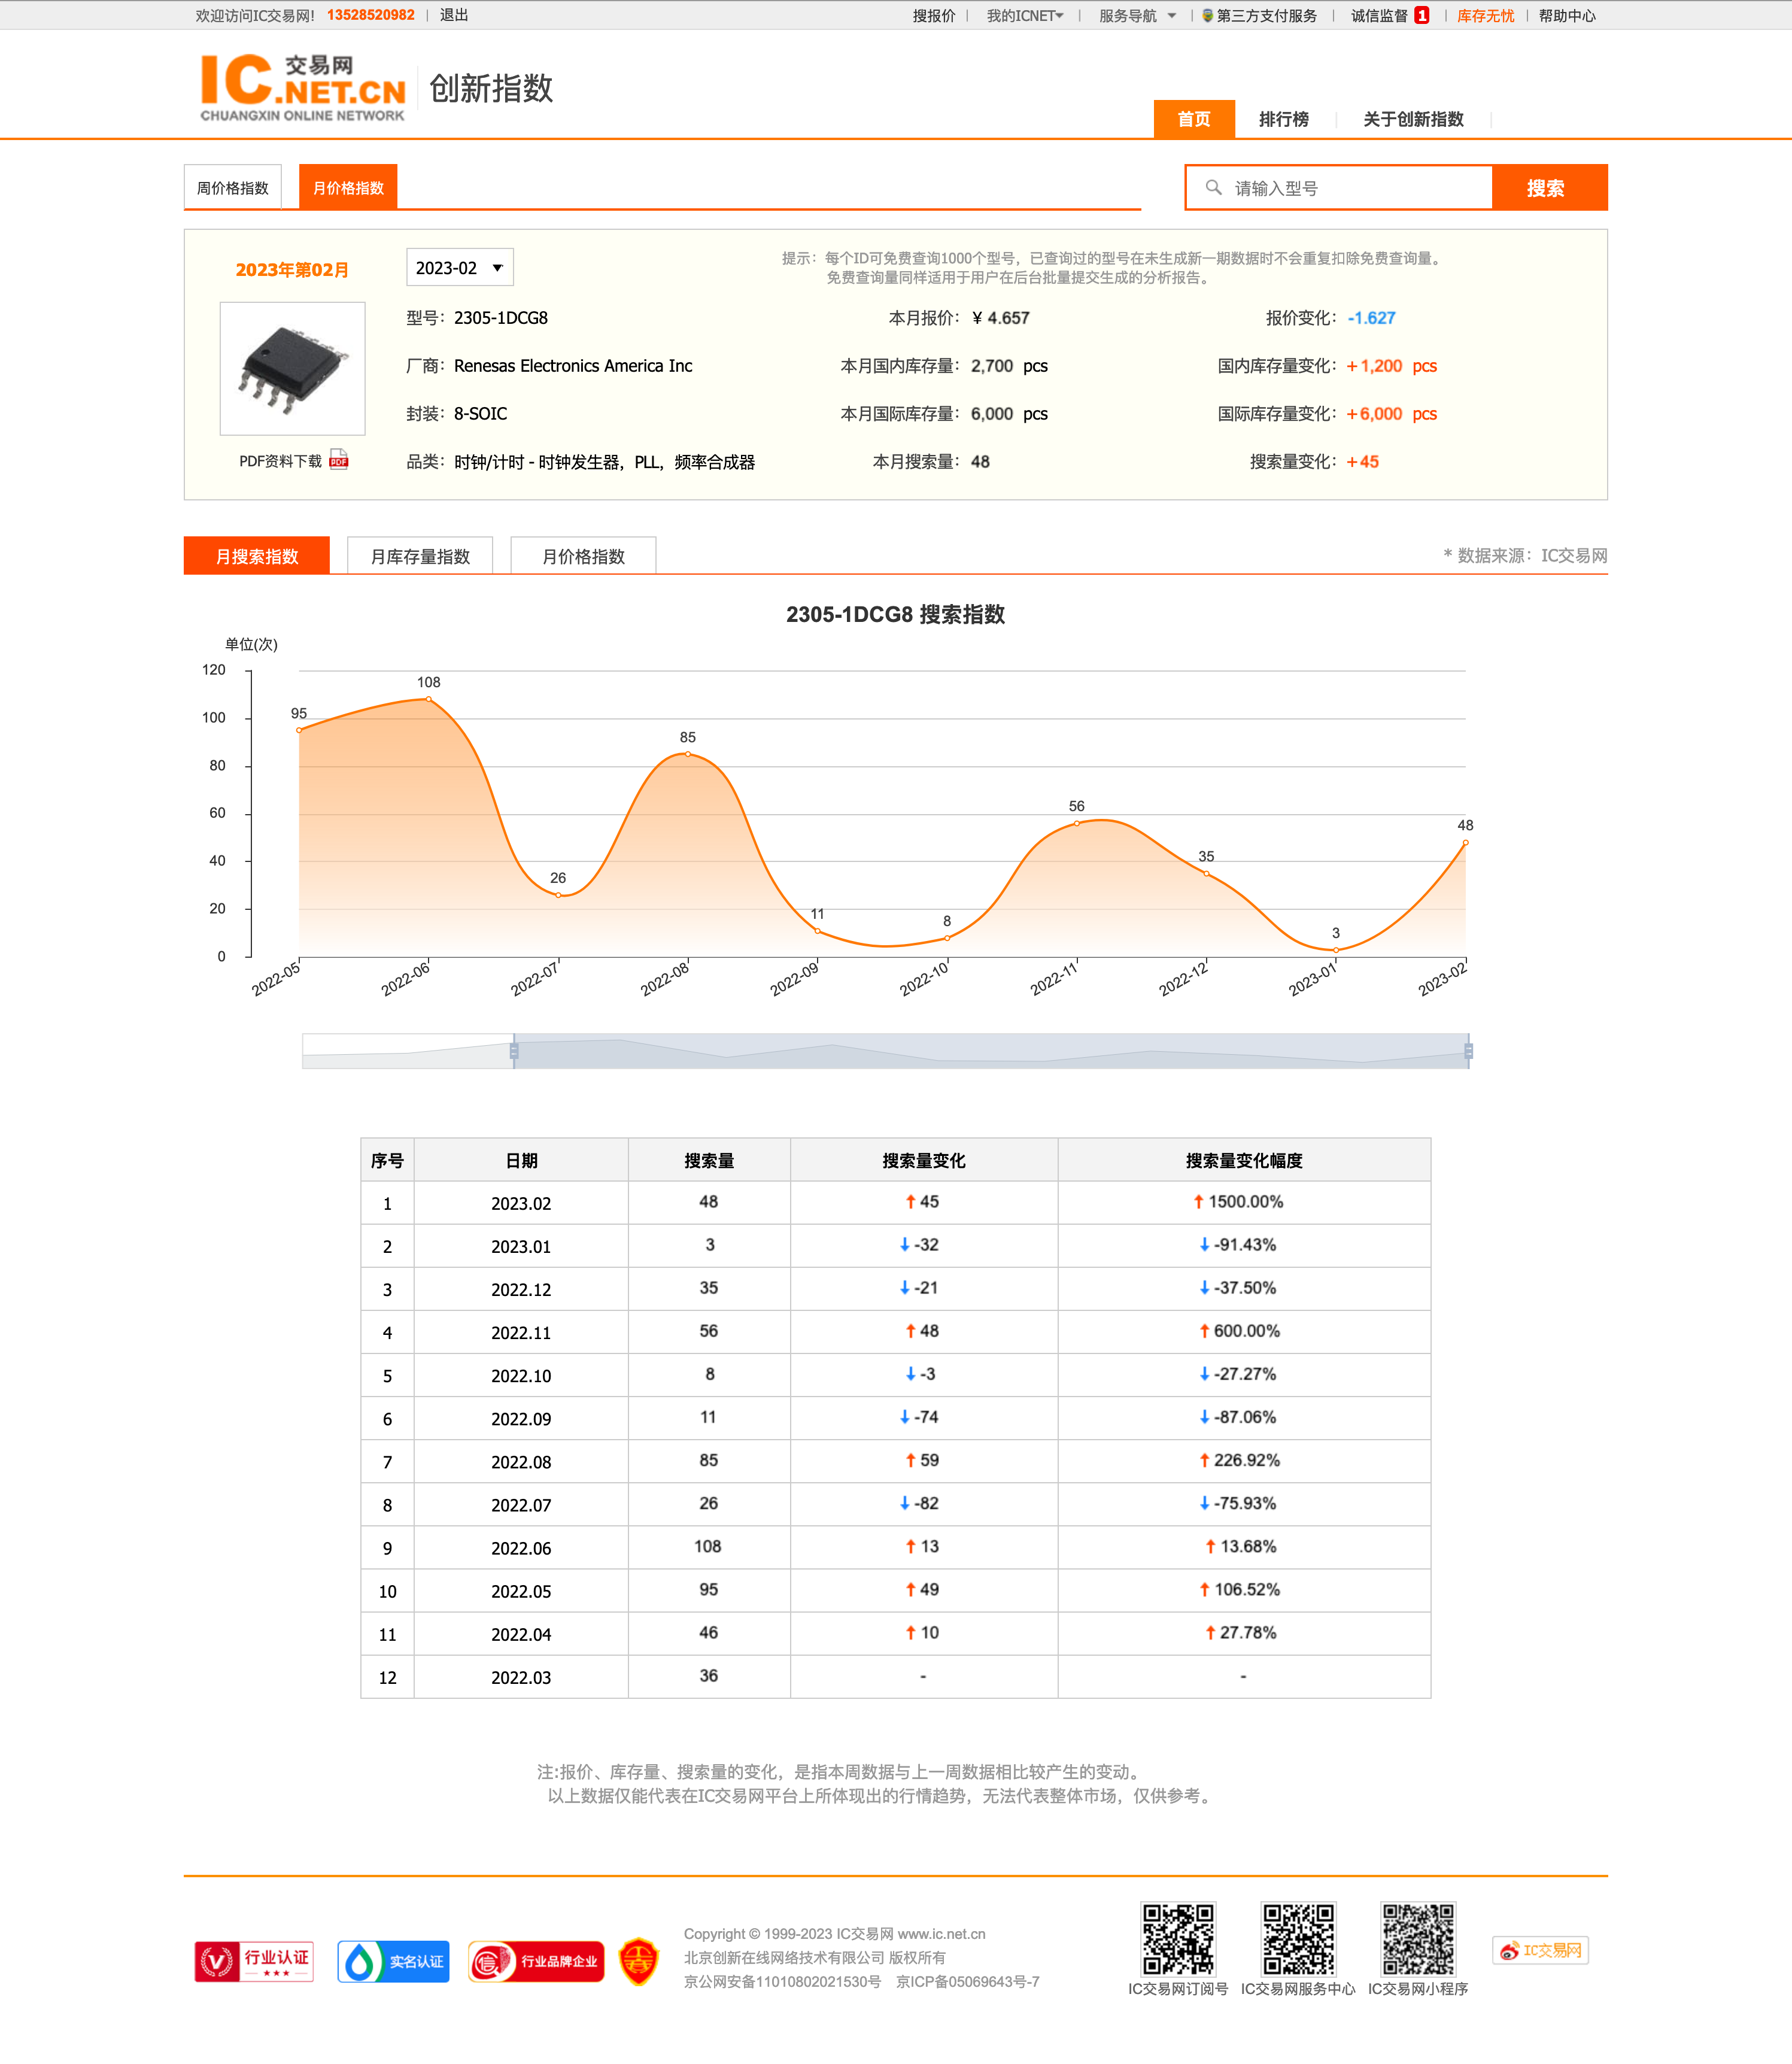 欢迎访问IC交易网! 13528520982 | 退出
搜报价 | 我的ICNET | 服务导航 | 第三方支付服务 | 诚信监督 1 | 库存无忧 | 帮助中心
IC 交易网 .NET.CN 创新指数
CHUANGXIN ONLINE NETWORK
首页 排行榜 关于创新指数
周价格指数 月价格指数 请输入型号 搜索
2023年第02月 2023-02
提示：每个ID可免费查询1000个型号，已查询过的型号在未生成新一期数据时不会重复扣除免费查询量。
免费查询量同样适用于用户在后台批量提交生成的分析报告。
型号：2305-1DCG8 本月报价：¥ 4.657 报价变化：-1.627
厂商：Renesas Electronics America Inc 本月国内库存量：2,700 pcs 国内库存量变化：+1,200 pcs
封装：8-SOIC 本月国际库存量：6,000 pcs 国际库存量变化：+6,000 pcs
PDF资料下载 PDF 品类：时钟/计时 - 时钟发生器，PLL，频率合成器 本月搜索量：48 搜索量变化：+45
月搜索指数 月库存量指数 月价格指数 * 数据来源：IC交易网
2305-1DCG8 搜索指数
单位(次)
120
100
80
60
40
20
0
95 108 26 85 11 8 56 35 3 48
2022-05 2022-06 2022-07 2022-08 2022-09 2022-10 2022-11 2022-12 2023-01 2023-02
序号 日期 搜索量 搜索量变化 搜索量变化幅度
1 2023.02 48 ↑ 45 ↑ 1500.00%
2 2023.01 3 ↓ -32 ↓ -91.43%
3 2022.12 35 ↓ -21 ↓ -37.50%
4 2022.11 56 ↑ 48 ↑ 600.00%
5 2022.10 8 ↓ -3 ↓ -27.27%
6 2022.09 11 ↓ -74 ↓ -87.06%
7 2022.08 85 ↑ 59 ↑ 226.92%
8 2022.07 26 ↓ -82 ↓ -75.93%
9 2022.06 108 ↑ 13 ↑ 13.68%
10 2022.05 95 ↑ 49 ↑ 106.52%
11 2022.04 46 ↑ 10 ↑ 27.78%
12 2022.03 36 - -
注:报价、库存量、搜索量的变化，是指本周数据与上一周数据相比较产生的变动。
以上数据仅能代表在IC交易网平台上所体现出的行情趋势，无法代表整体市场，仅供参考。
行业认证 实名认证 信 行业品牌企业
Copyright © 1999-2023 IC交易网 www.ic.net.cn
北京创新在线网络技术有限公司 版权所有
京公网安备11010802021530号 京ICP备05069643号-7
IC交易网订阅号 IC交易网服务中心 IC交易网小程序
IC交易网